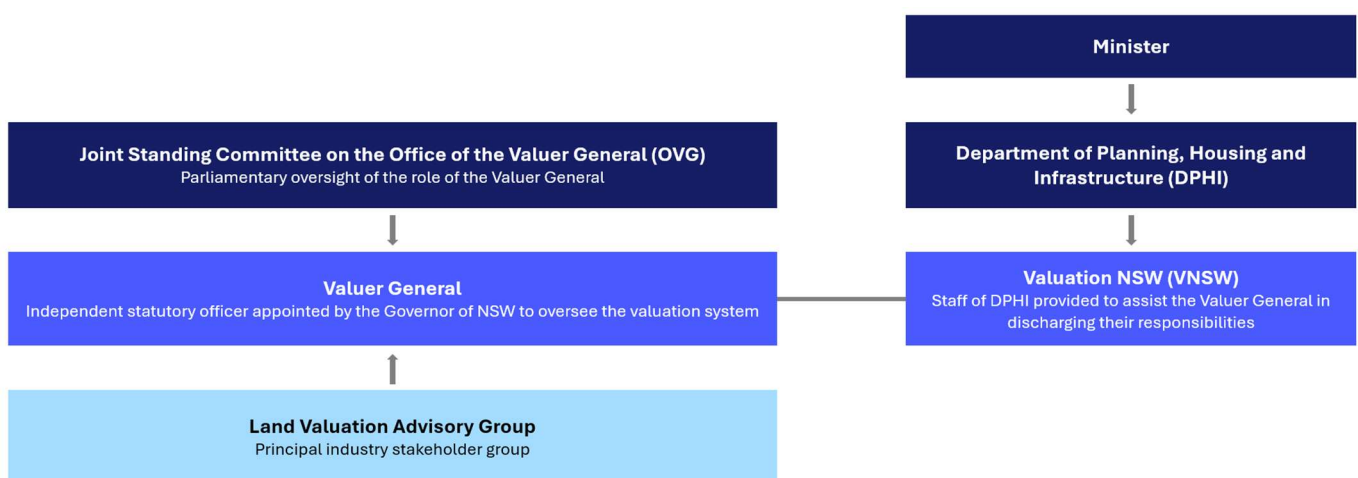 Minister
Joint Standing Committee on the Office of the Valuer General (OVG)
Parliamentary oversight of the role of the Valuer General
Department of Planning, Housing and
Infrastructure (DPHI)
Valuer General
Independent statutory officer appointed by the Governor of NSW to oversee the valuation system
Valuation NSW (VNSW)
Staff of DPHI provided to assist the Valuer General in
discharging their responsibilities
Land Valuation Advisory Group
Principal industry stakeholder group